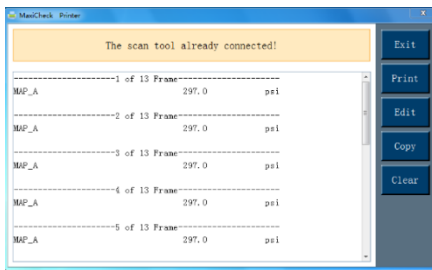 MaxiCheck Printer
The scan tool already connected!
Exit
Print
Edit
Copy
Clear
--------------------1 of 13 Frame--------------------
MAP_A 297.0 psi
--------------------2 of 13 Frame--------------------
MAP_A 297.0 psi
--------------------3 of 13 Frame--------------------
MAP_A 297.0 psi
--------------------4 of 13 Frame--------------------
MAP_A 297.0 psi
--------------------5 of 13 Frame--------------------
MAP_A 297.0 psi